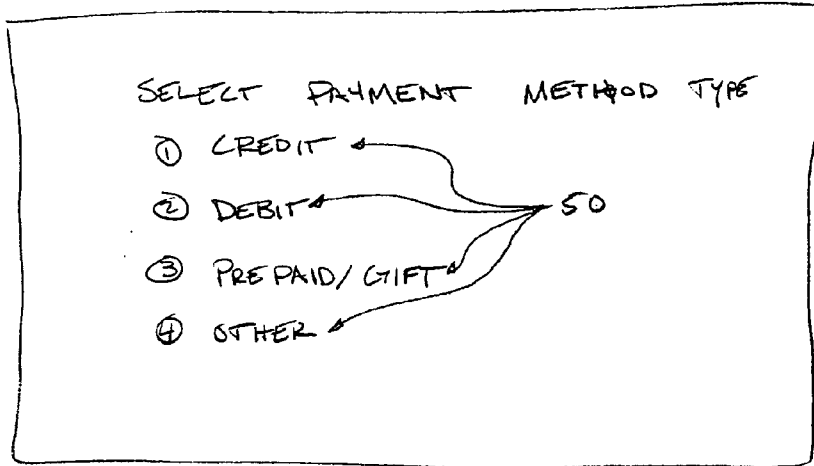 SELECT PAYMENT METHOD TYPE
① CREDIT
② DEBIT
50
③ PREPAID/GIFT
④ OTHER